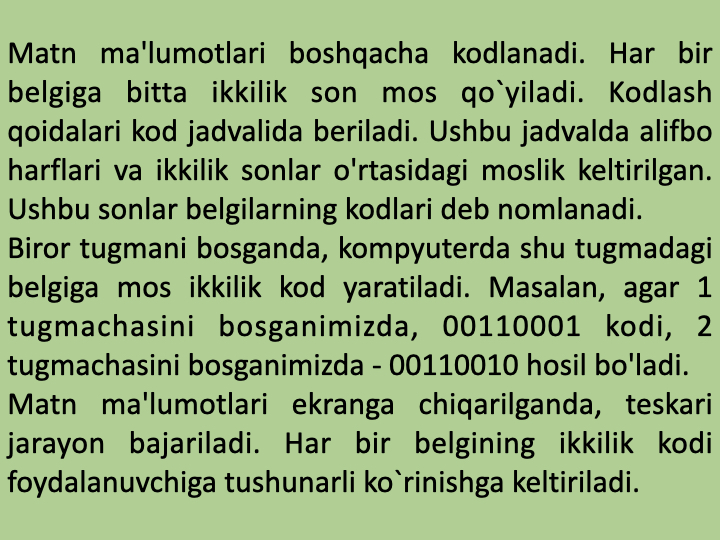 Matn ma'lumotlari boshqacha kodlanadi. Har bir
belgiga bitta ikkilik son mos qo`yiladi. Kodlash
qoidalari kod jadvalida beriladi. Ushbu jadvalda alifbo
harflari va ikkilik sonlar o'rtasidagi moslik keltirilgan.
Ushbu sonlar belgilarning kodlari deb nomlanadi.
Biror tugmani bosganda, kompyuterda shu tugmadagi
belgiga mos ikkilik kod yaratiladi. Masalan, agar 1
tugmachasini bosganimizda, 00110001 kodi, 2
tugmachasini bosganimizda - 00110010 hosil bo'ladi.
Matn ma'lumotlari ekranga chiqarilganda, teskari
jarayon bajariladi. Har bir belgining ikkilik kodi
foydalanuvchiga tushunarli ko`rinishga keltiriladi.